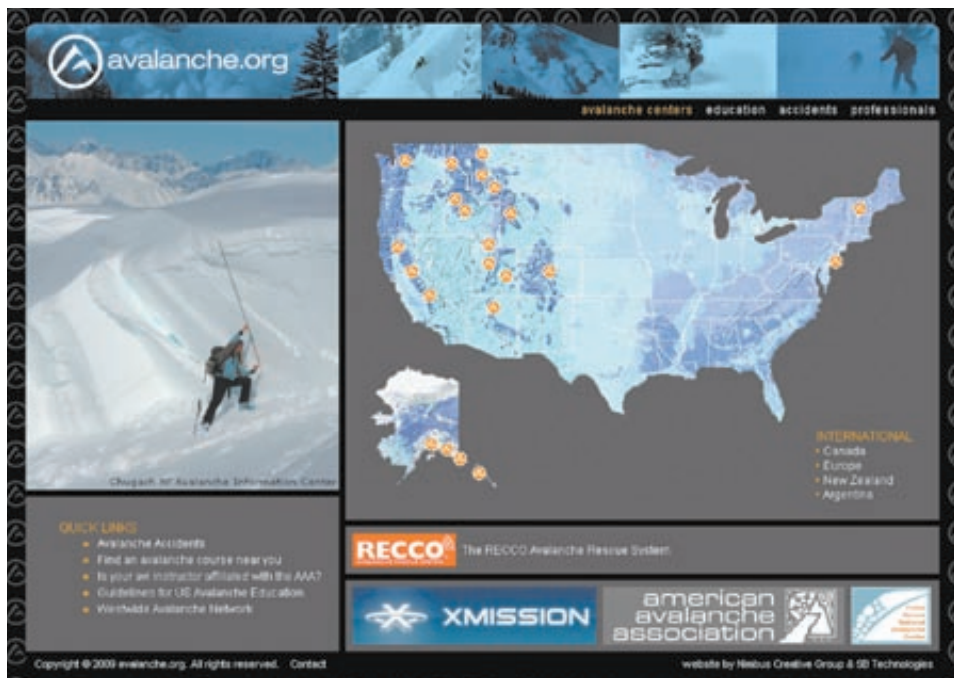 avalanche.org
avalanche centers education accidents professionals
Chugach NF Avalanche Information Center
INTERNATIONAL
Canada
Europe
New Zealand
Argentina
QUICK LINKS
Avalanche Accidents
Find an avalanche course near you
Is your avi instructor affiliated with the AAA?
Guidelines for US Avalanche Education
Westwide Avalanche Network
RECCO®
The RECCO Avalanche Rescue System
XMISSION
american
avalanche
association
Copyright © 2009 avalanche.org. All rights reserved. Contact
website by Nimbus Creative Group & SB Technologies